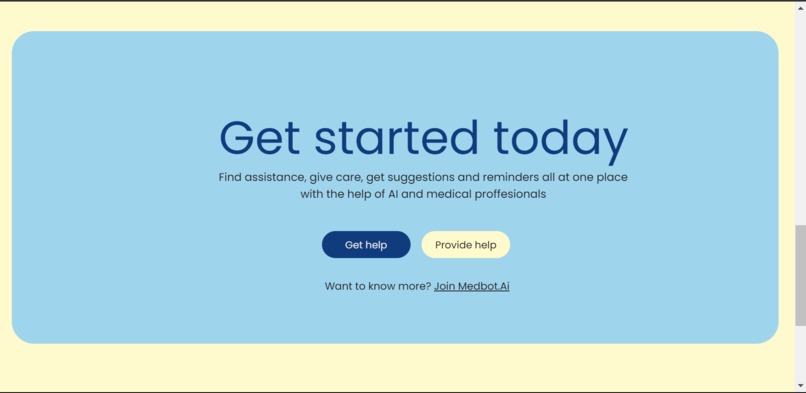 Get started today
Find assistance, give care, get suggestions and reminders all at one place
with the help of AI and medical proffesionals
Get help
Provide help
Want to know more? Join Medbot.Ai